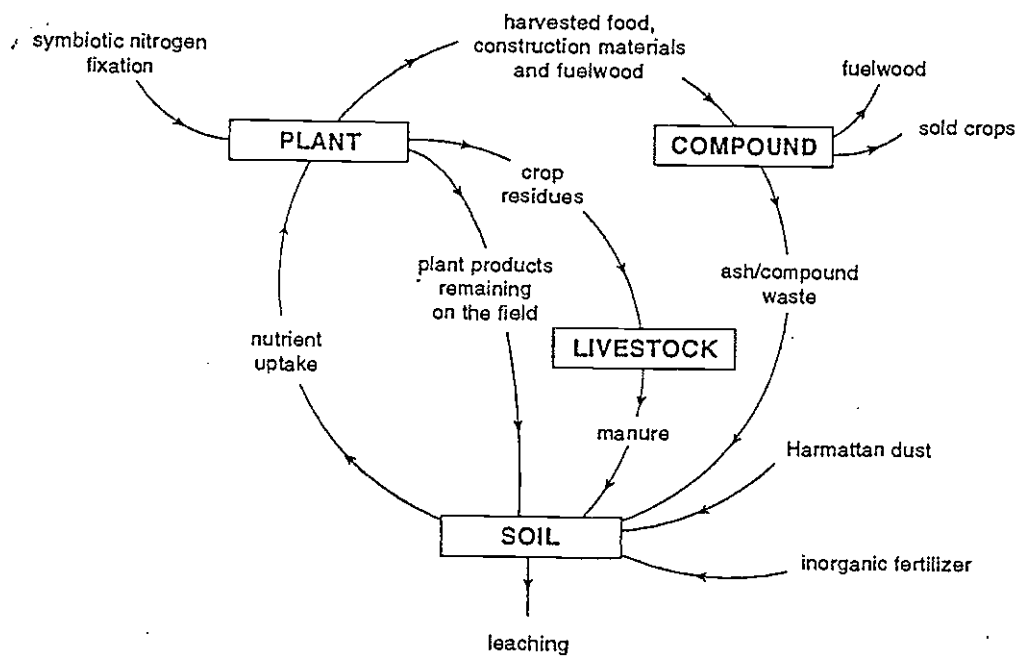 symbiotic nitrogen
fixation
harvested food,
construction materials
and fuelwood
fuelwood
sold crops
PLANT
COMPOUND
crop
residues
plant products
remaining
on the field
ash/compound
waste
nutrient
uptake
LIVESTOCK
manure
Harmattan dust
SOIL
inorganic fertilizer
leaching